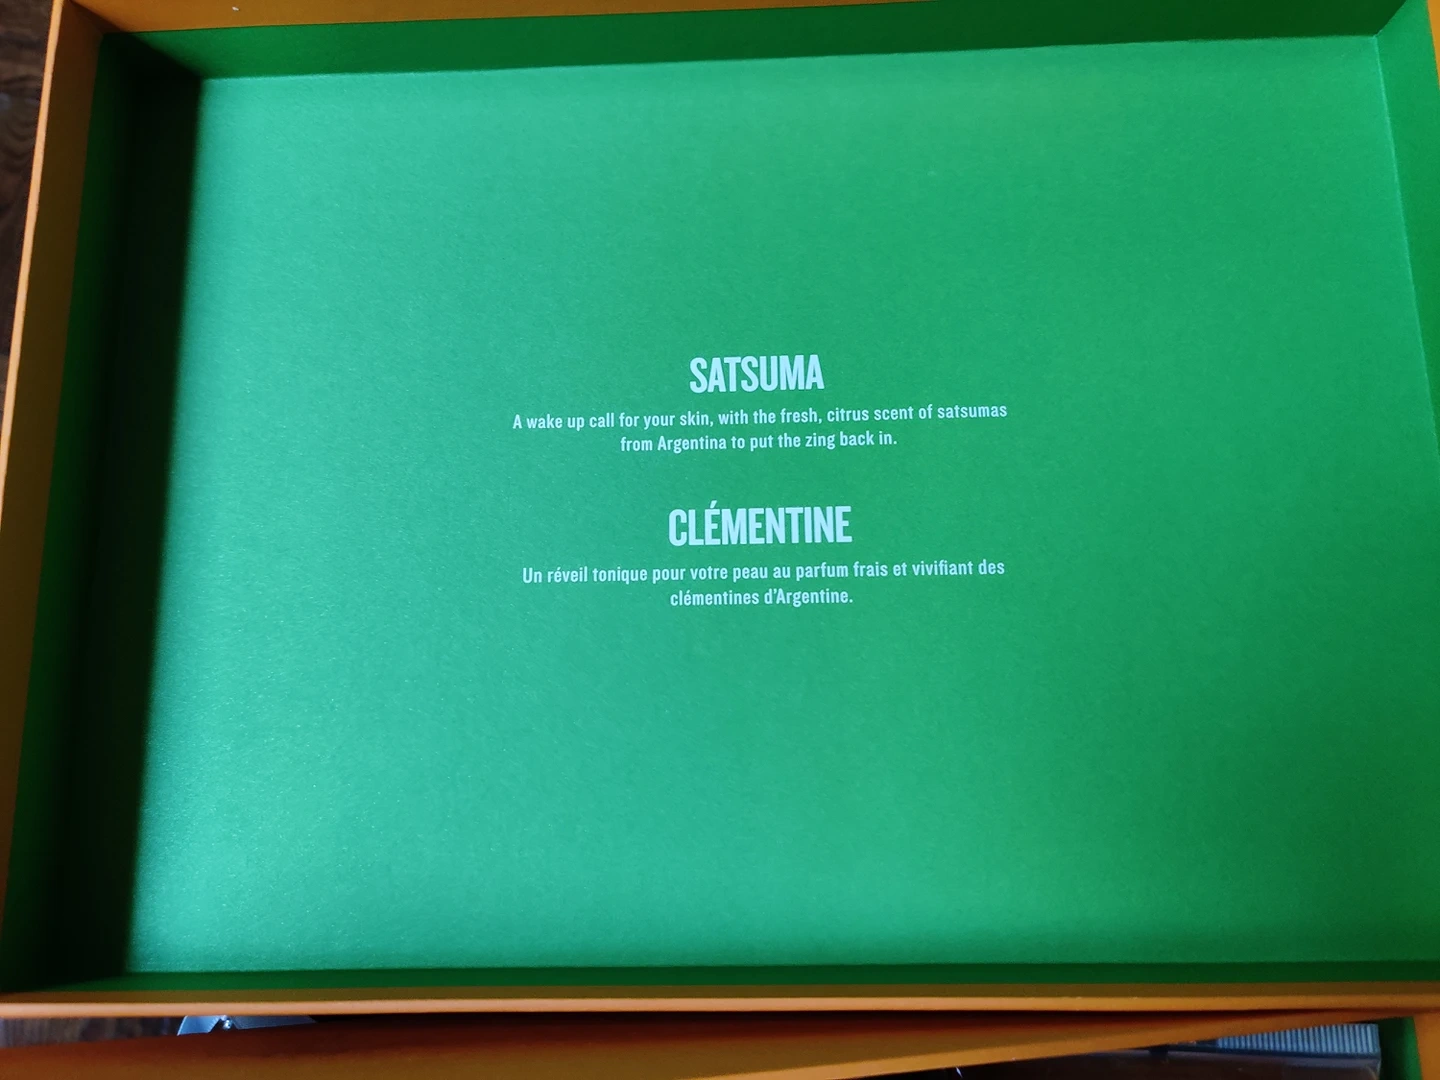 SATSUMA
A wake up call for your skin, with the fresh, citrus scent of satsumas
from Argentina to put the zing back in.
CLÉMENTINE
Un réveil tonique pour votre peau au parfum frais et vivifiant des
clémentines d'Argentine.